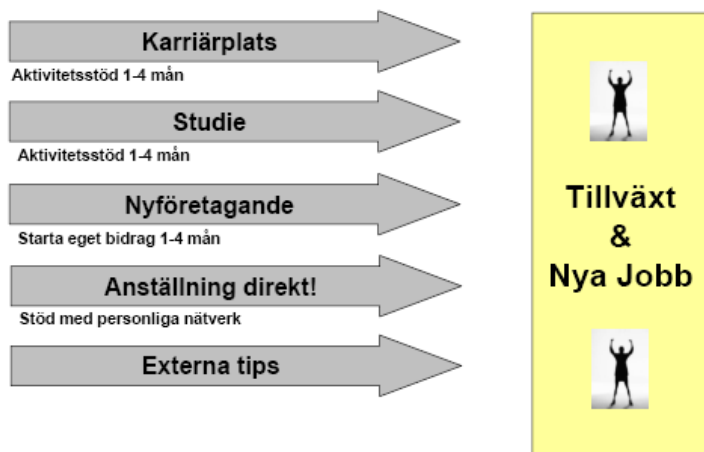 Karriärplats
Aktivitetsstöd 1-4 mån
Studie
Aktivitetsstöd 1-4 mån
Nyföretagande
Starta eget bidrag 1-4 mån
Anställning direkt!
Stöd med personliga nätverk
Externa tips
Tillväxt
&
Nya Jobb